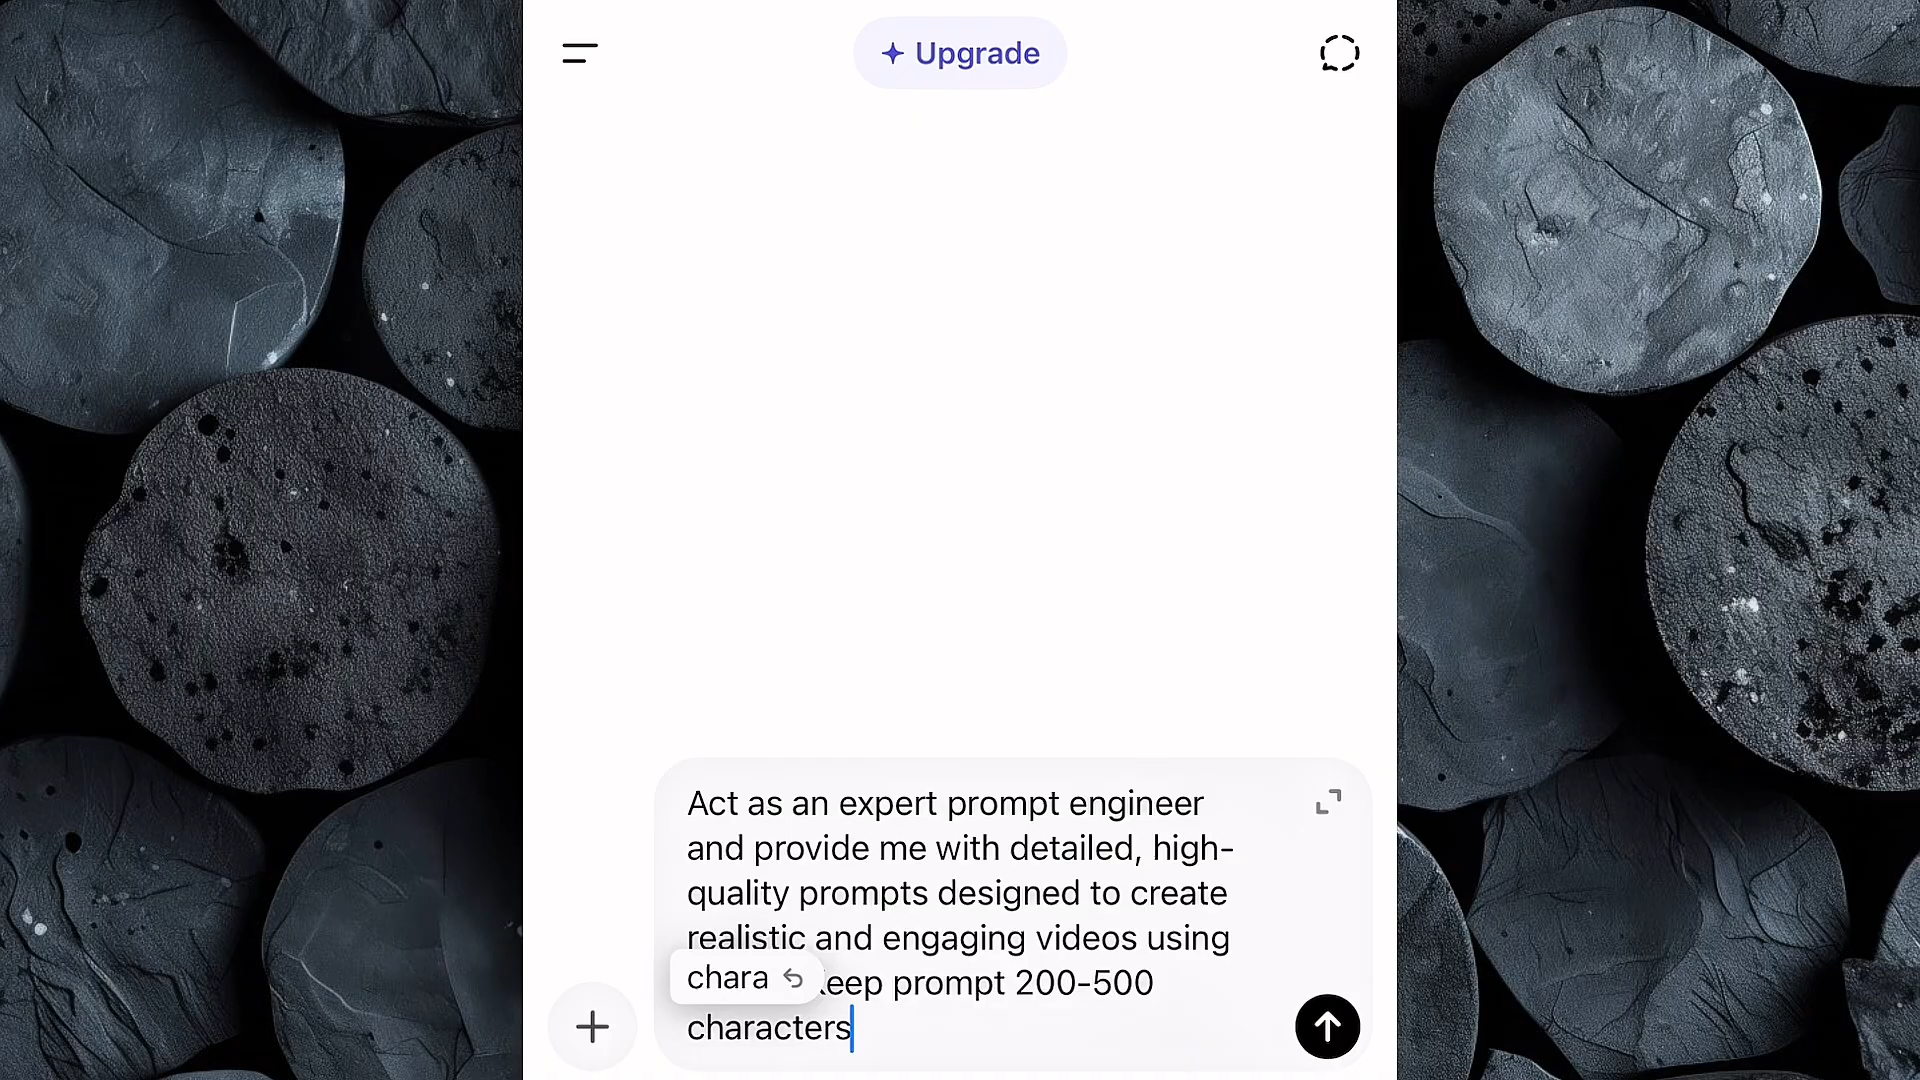 Upgrade
Act as an expert prompt engineer
and provide me with detailed, high-
quality prompts designed to create
realistic and engaging videos using
chara
keep prompt 200-500
characters